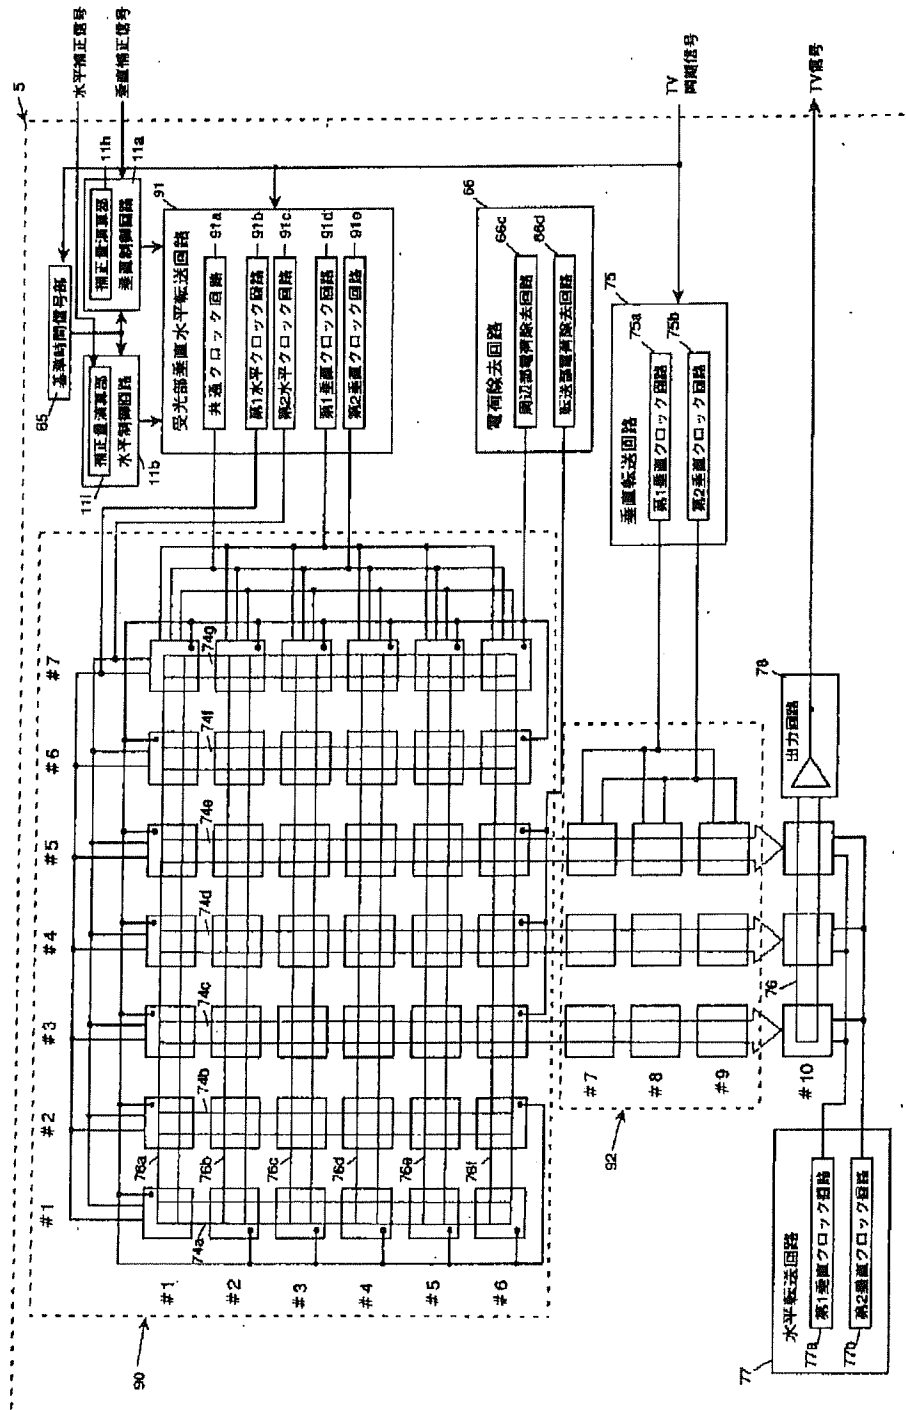 5
水平補正信号
垂直補正信号
TV
同期信号
TV信号
65
基準時間信号部
11h
11a
補正量演算部
垂直制御回路
11i
11b
補正量演算部
水平制御回路
91
受光部垂直水平転送回路
共通クロック回路
91a
第1水平クロック回路
91b
第2水平クロック回路
91c
第1垂直クロック回路
91d
第2垂直クロック回路
91e
66
電荷除去回路
周辺部電荷除去回路
66c
転送部電荷除去回路
66d
75
垂直転送回路
第1垂直クロック回路
75a
第2垂直クロック回路
75b
78
出力回路
90
#1
#2
#3
#4
#5
#6
#7
74a
74b
74c
74d
74e
74f
74g
76a
76b
76c
76d
76e
76f
#1
#2
#3
#4
#5
#6
92
#7
#8
#9
#10
76
77
水平転送回路
77a
第1垂直クロック回路
77b
第2垂直クロック回路